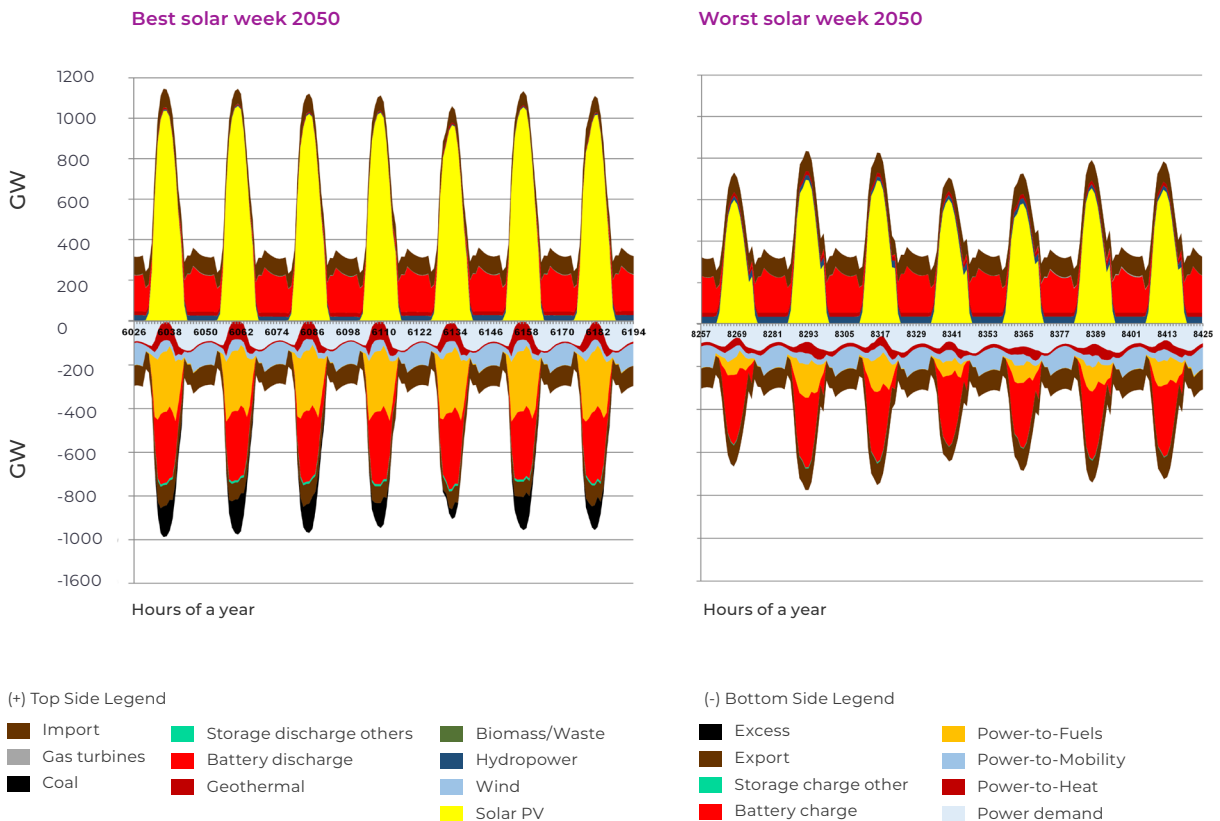 Best solar week 2050
Worst solar week 2050
GW
1200
1000
800
600
400
200
0
6026 6038 6050 6062 6074 6086 6098 6110 6122 6134 6146 6158 6170 6182 6194
8257 8269 8281 8293 8305 8317 8329 8341 8353 8365 8377 8389 8401 8413 8425
GW
-200
-400
-600
-800
-1000
-1600
Hours of a year
Hours of a year
(+) Top Side Legend
Import
Gas turbines
Coal
Storage discharge others
Battery discharge
Geothermal
Biomass/Waste
Hydropower
Wind
Solar PV
(-) Bottom Side Legend
Excess
Export
Storage charge other
Battery charge
Power-to-Fuels
Power-to-Mobility
Power-to-Heat
Power demand